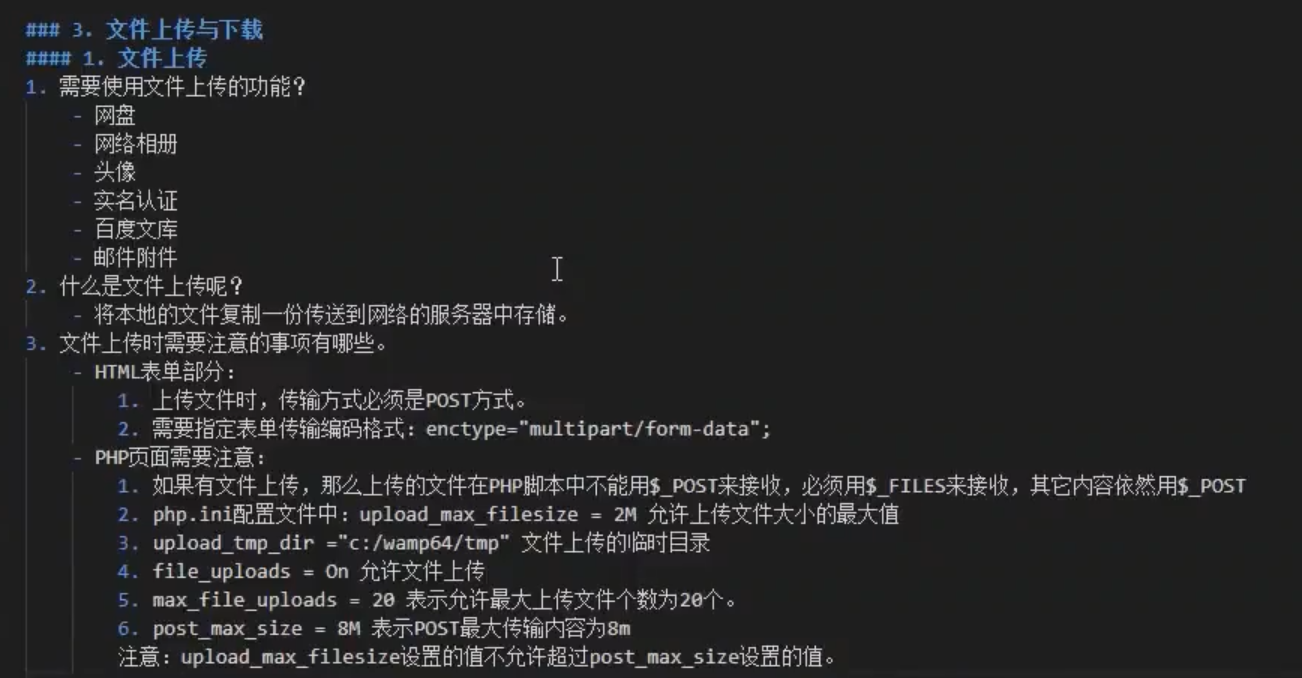 ### 3. 文件上传与下载
#### 1. 文件上传
1. 需要使用文件上传的功能？
- 网盘
- 网络相册
- 头像
- 实名认证
- 百度文库
- 邮件附件
2. 什么是文件上传呢？
- 将本地的文件复制一份传送到网络的服务器中存储。
3. 文件上传时需要注意的事项有哪些。
- HTML表单部分：
1. 上传文件时，传输方式必须是POST方式。
2. 需要指定表单传输编码格式：enctype="multipart/form-data";
- PHP页面需要注意：
1. 如果有文件上传，那么上传的文件在PHP脚本中不能用$_POST来接收，必须用$_FILES来接收，其它内容依然用$_POST
2. php.ini配置文件中：upload_max_filesize = 2M 允许上传文件大小的最大值
3. upload_tmp_dir ="c:/wamp64/tmp" 文件上传的临时目录
4. file_uploads = On 允许文件上传
5. max_file_uploads = 20 表示允许最大上传文件个数为20个。
6. post_max_size = 8M 表示POST最大传输内容为8m
注意：upload_max_filesize设置的值不允许超过post_max_size设置的值。